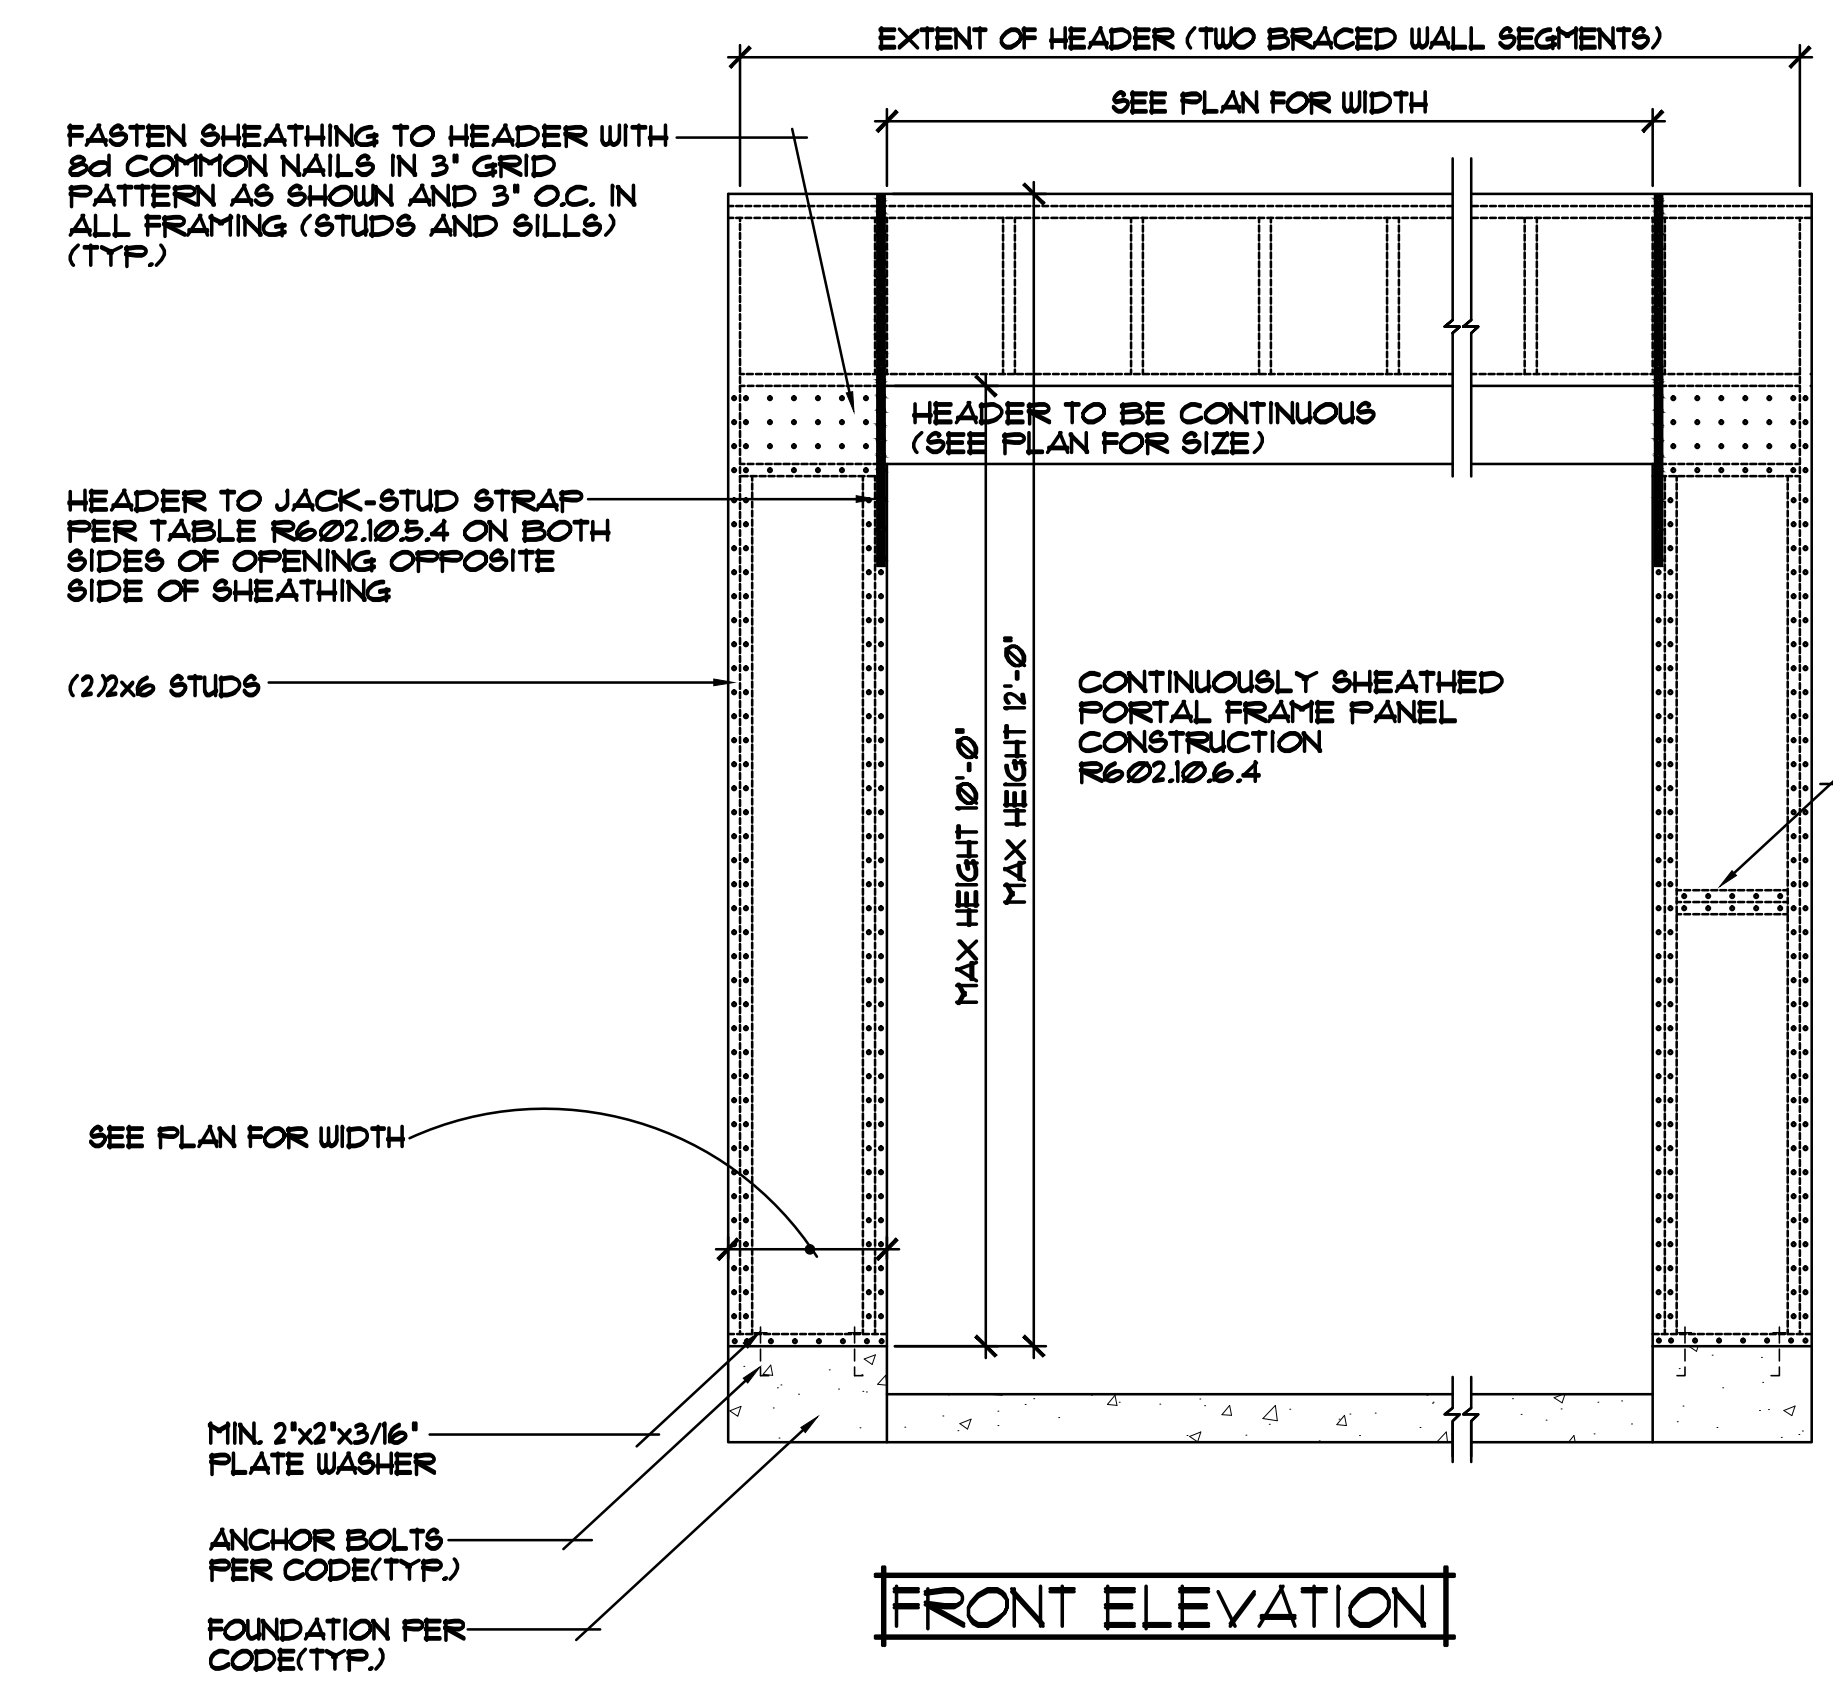 EXTENT OF HEADER (TWO BRACED WALL SEGMENTS)
SEE PLAN FOR WIDTH
FASTEN SHEATHING TO HEADER WITH
8d COMMON NAILS IN 3" GRID
PATTERN AS SHOWN AND 3" O.C. IN
ALL FRAMING (STUDS AND SILLS)
(TYP.)
HEADER TO BE CONTINUOUS
(SEE PLAN FOR SIZE)
HEADER TO JACK-STUD STRAP
PER TABLE R602.10.5.4 ON BOTH
SIDES OF OPENING OPPOSITE
SIDE OF SHEATHING
(2)2x6 STUDS
MAX HEIGHT 10'-0"
MAX HEIGHT 12'-0"
CONTINUOUSLY SHEATHED
PORTAL FRAME PANEL
CONSTRUCTION
R602.10.6.4
SEE PLAN FOR WIDTH
MIN. 2"x2"x3/16"
PLATE WASHER
ANCHOR BOLTS
PER CODE(TYP.)
FOUNDATION PER
CODE(TYP.)
FRONT ELEVATION